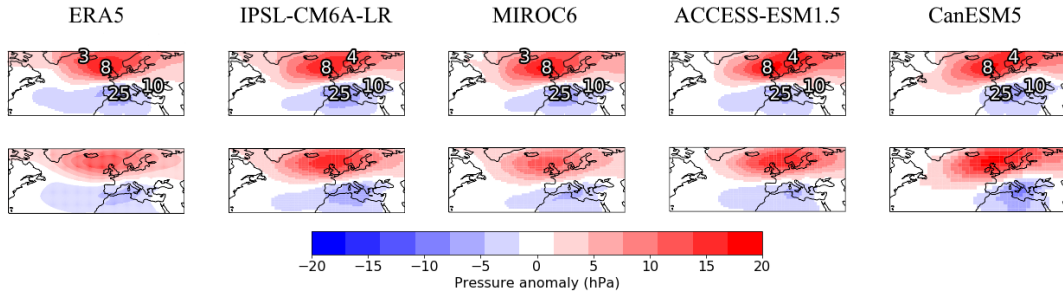 ERA5 IPSL-CM6A-LR MIROC6 ACCESS-ESM1.5 CanESM5
3 4 3 4 4
8 8 8 8 8
10 10 10 10 10
25 25 25 25 25
−20 −15 −10 −5 0 5 10 15 20
Pressure anomaly (hPa)